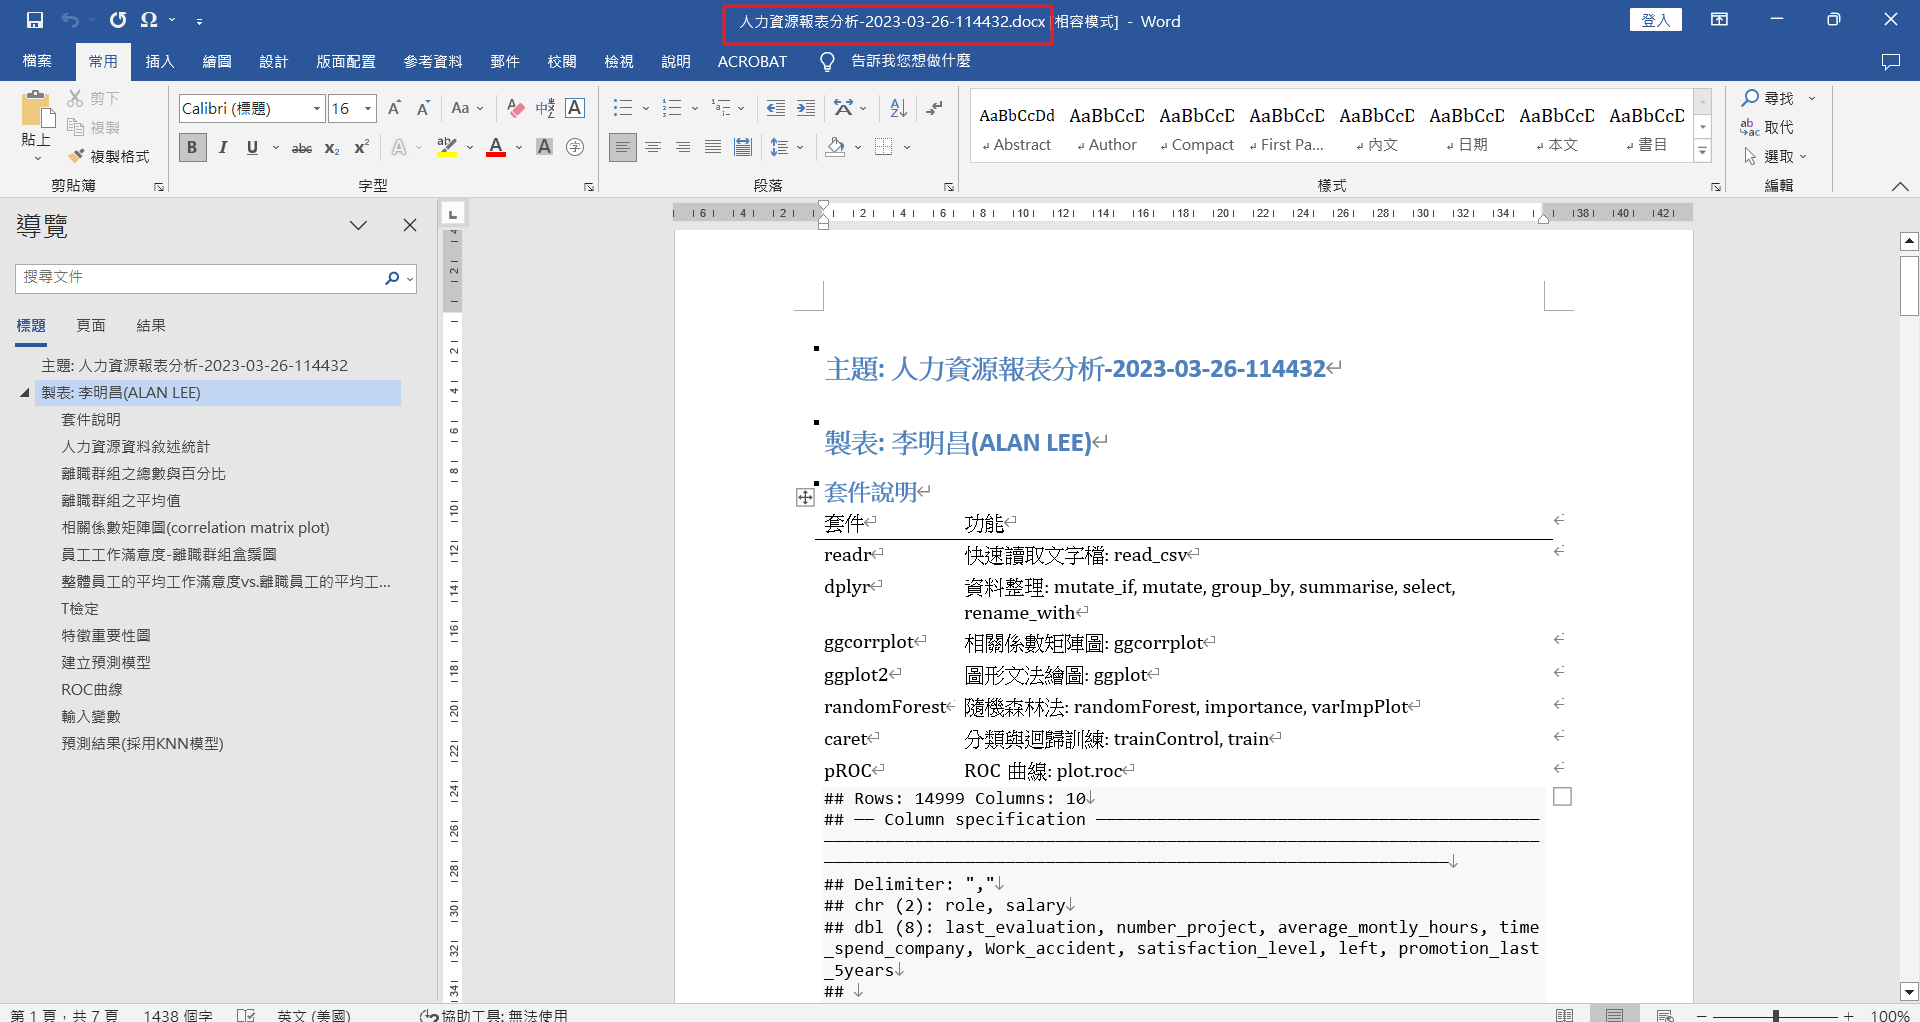 人力資源報表分析-2023-03-26-114432.docx [相容模式] - Word
登入
檔案 常用 插入 繪圖 設計 版面配置 參考資料 郵件 校閱 檢視 說明 ACROBAT 告訴我您想做什麼
貼上
剪下
複製
複製格式
剪貼簿
Calibri (標題) 16
字型
段落
AaBbCcDd AaBbCcD AaBbCcD AaBbCcD AaBbCcD AaBbCcD AaBbCcD AaBbCcD
Abstract Author Compact First Pa... 內文 日期 本文 書目
樣式
尋找
取代
選取
編輯
導覽
搜尋文件
標題 頁面 結果
主題: 人力資源報表分析-2023-03-26-114432
製表: 李明昌(ALAN LEE)
套件說明
人力資源資料敘述統計
離職群組之總數與百分比
離職群組之平均值
相關係數矩陣圖(correlation matrix plot)
員工工作滿意度-離職群組盒鬚圖
整體員工的平均工作滿意度vs.離職員工的平均工...
T檢定
特徵重要性圖
建立預測模型
ROC曲線
輸入變數
預測結果(採用KNN模型)
主題: 人力資源報表分析-2023-03-26-114432
製表: 李明昌(ALAN LEE)
套件說明
套件 功能
readr 快速讀取文字檔: read_csv
dplyr 資料整理: mutate_if, mutate, group_by, summarise, select,
rename_with
ggcorrplot 相關係數矩陣圖: ggcorrplot
ggplot2 圖形文法繪圖: ggplot
randomForest 隨機森林法: randomForest, importance, varImpPlot
caret 分類與迴歸訓練: trainControl, train
pROC ROC 曲線: plot.roc
## Rows: 14999 Columns: 10
## ── Column specification ────────────────────────────────────────────
## Delimiter: ","
## chr (2): role, salary
## dbl (8): last_evaluation, number_project, average_montly_hours, time
_spend_company, Work_accident, satisfaction_level, left, promotion_last
_5years
##
第 1 頁，共 7 頁 1438 個字 英文 (美國) 協助工具: 無法使用 100%